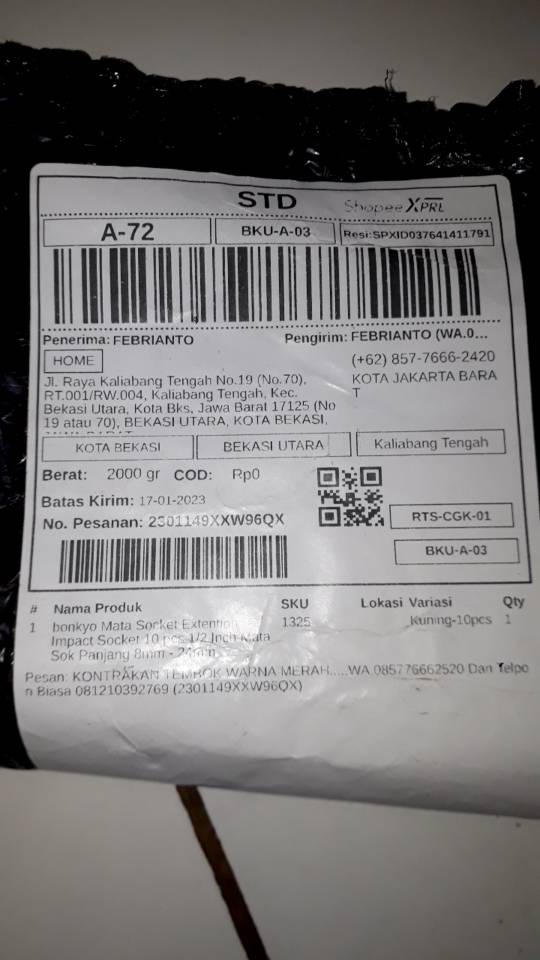 STD
Shopee XPRL
A-72
BKU-A-03
Resi:SPXID037641411791
Penerima: FEBRIANTO
Pengirim: FEBRIANTO (WA.0...
HOME
(+62) 857-7666-2420
Jl. Raya Kaliabang Tengah No.19 (No.70),
RT.001/RW.004, Kaliabang Tengah, Kec.
Bekasi Utara, Kota Bks, Jawa Barat 17125 (No
19 atau 70), BEKASI UTARA, KOTA BEKASI,
KOTA JAKARTA BARA
T
KOTA BEKASI
BEKASI UTARA
Kaliabang Tengah
Berat: 2000 gr COD: Rp0
Batas Kirim: 17-01-2023
No. Pesanan: 2301149XXW96QX
RTS-CGK-01
BKU-A-03
# Nama Produk SKU Lokasi Variasi Qty
1 bonkyo Mata Socket Extention 1325 Kuning-10pcs 1
Impact Socket 10 pcs 1/2 Inch Mata
Sok Panjang 8mm - 24mm
Pesan: KONTRAKAN TEMBOK WARNA MERAH.....WA 085776662520 Dan Telpo
n Biasa 081210392769 (2301149XXW96QX)